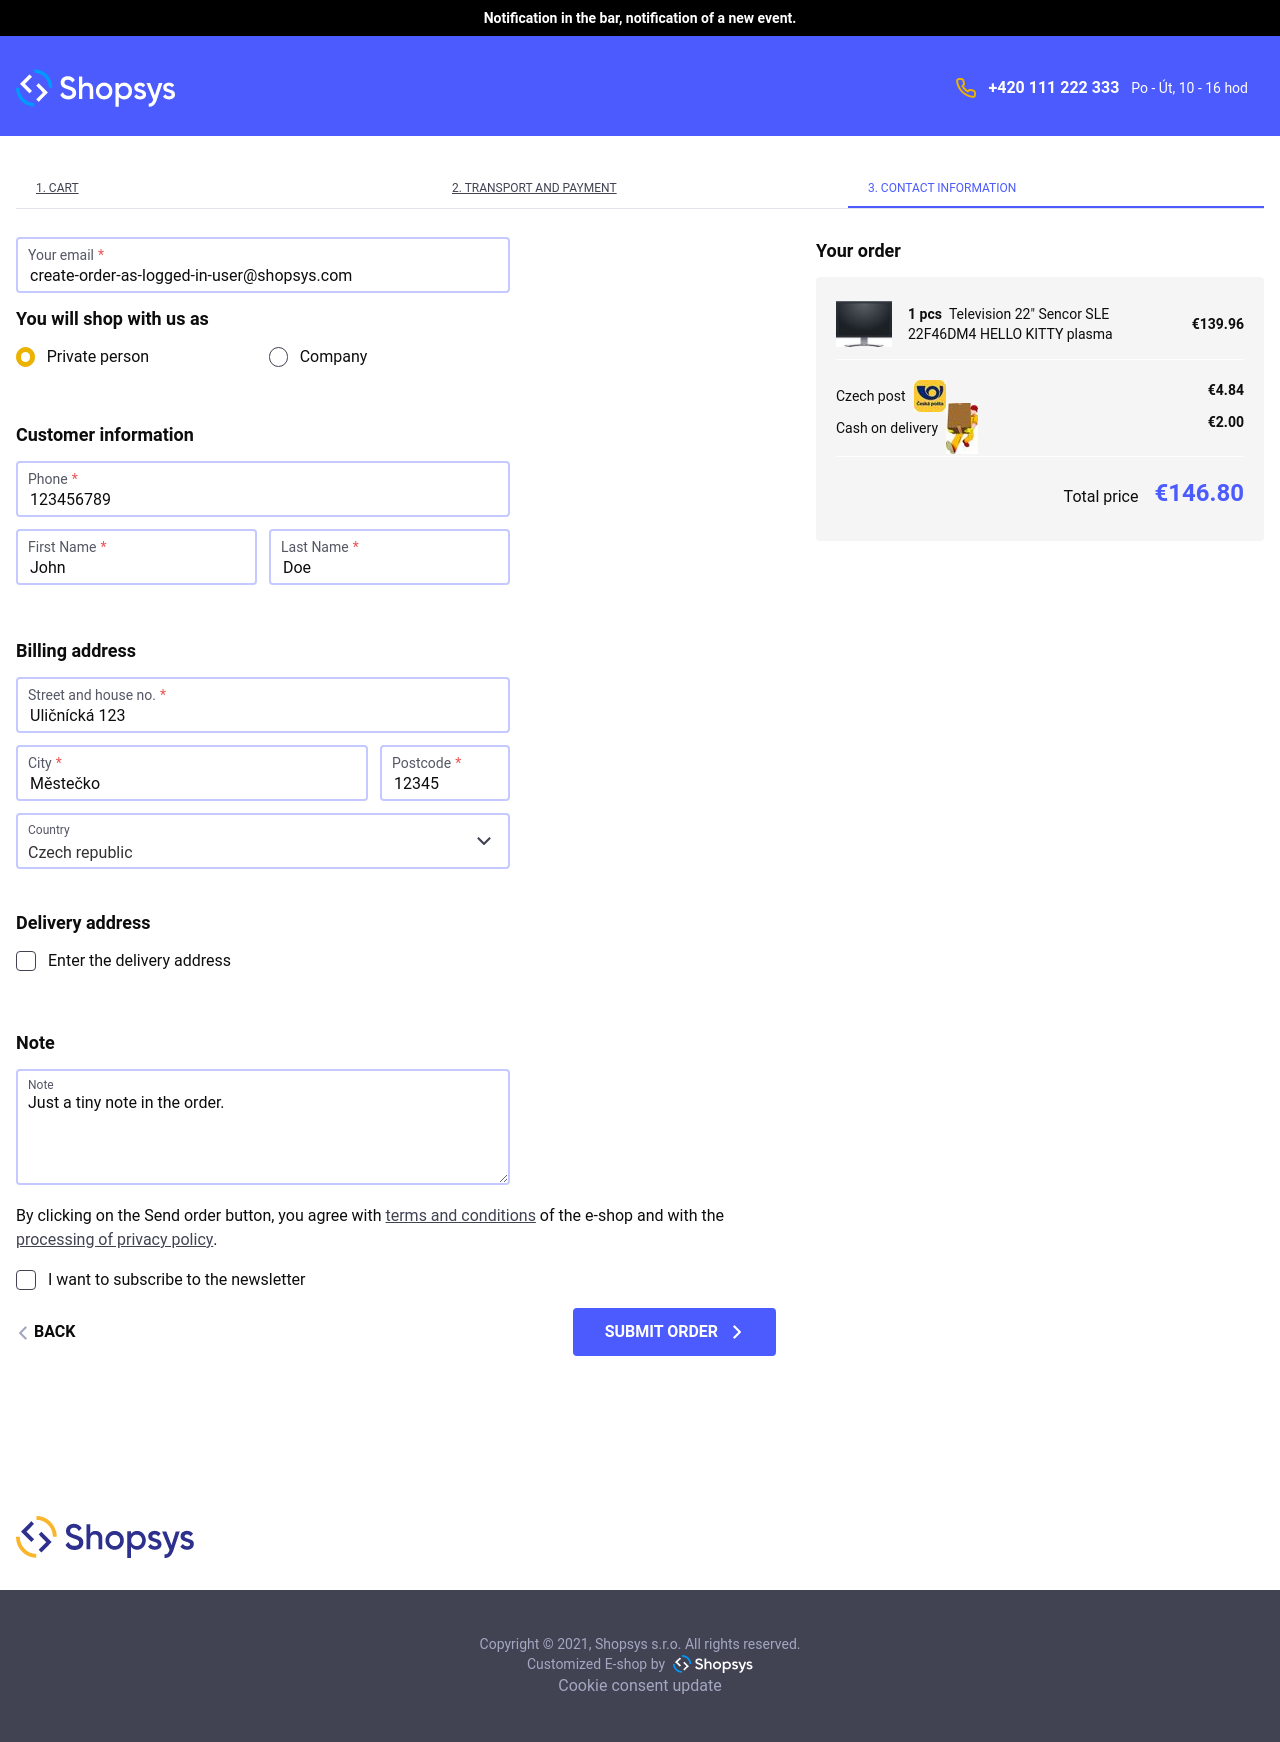 Notification in the bar, notification of a new event.
Shopsys
+420 111 222 333 Po - Út, 10 - 16 hod
1. CART
2. TRANSPORT AND PAYMENT
3. CONTACT INFORMATION
Your email *
create-order-as-logged-in-user@shopsys.com
You will shop with us as
Private person
Company
Customer information
Phone *
123456789
First Name *
John
Last Name *
Doe
Billing address
Street and house no. *
Uličnícká 123
City *
Městečko
Postcode *
12345
Country
Czech republic
Delivery address
Enter the delivery address
Note
Note
Just a tiny note in the order.
By clicking on the Send order button, you agree with terms and conditions of the e-shop and with the
processing of privacy policy.
I want to subscribe to the newsletter
BACK
SUBMIT ORDER
Your order
1 pcs Television 22" Sencor SLE
22F46DM4 HELLO KITTY plasma
€139.96
Czech post
Česká pošta
€4.84
Cash on delivery
€2.00
Total price €146.80
Shopsys
Copyright © 2021, Shopsys s.r.o. All rights reserved.
Customized E-shop by Shopsys
Cookie consent update